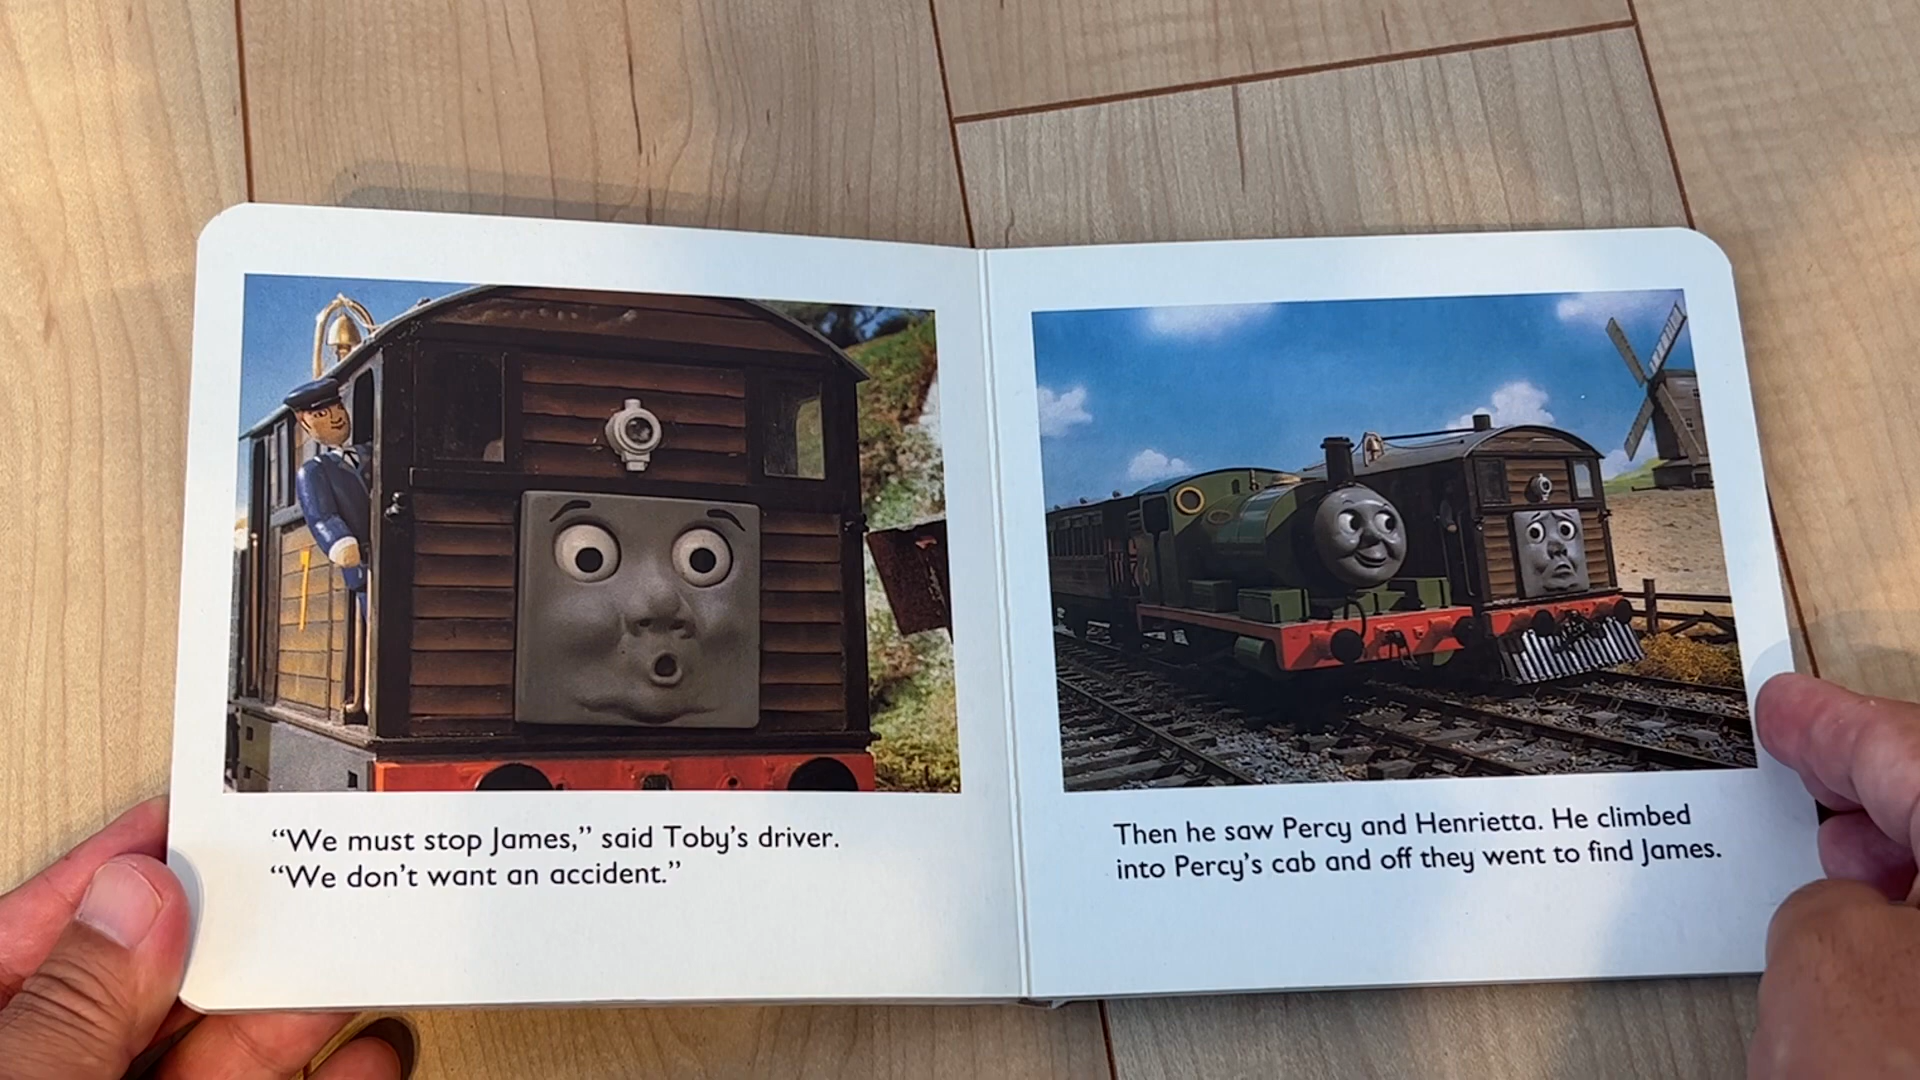 “We must stop James,” said Toby’s driver.
“We don’t want an accident.”
Then he saw Percy and Henrietta. He climbed
into Percy’s cab and off they went to find James.